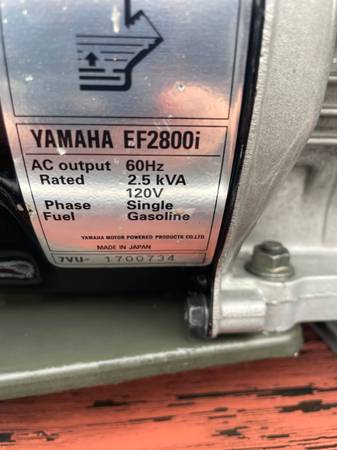 YAMAHA EF2800i
AC output 60Hz
Rated 2.5 kVA
120V
Phase Single
Fuel Gasoline
YAMAHA MOTOR POWERED PRODUCTS CO.,LTD.
MADE IN JAPAN
7VU- 1700734